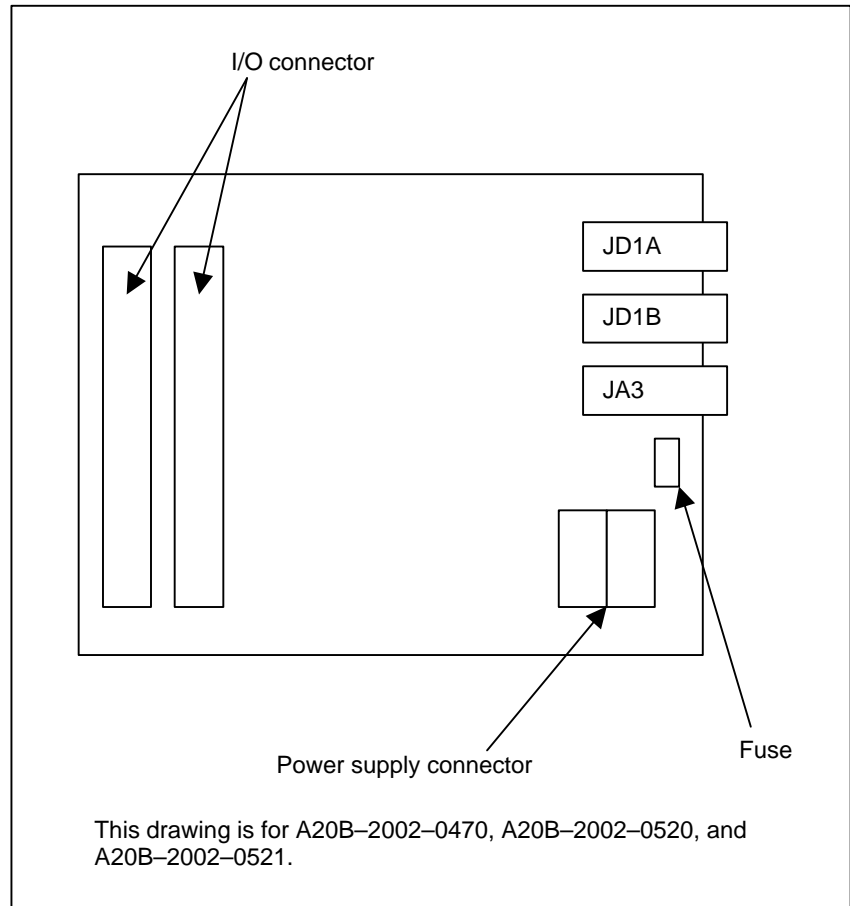 I/O connector
JD1A
JD1B
JA3
Power supply connector
Fuse
This drawing is for A20B–2002–0470, A20B–2002–0520, and
A20B–2002–0521.